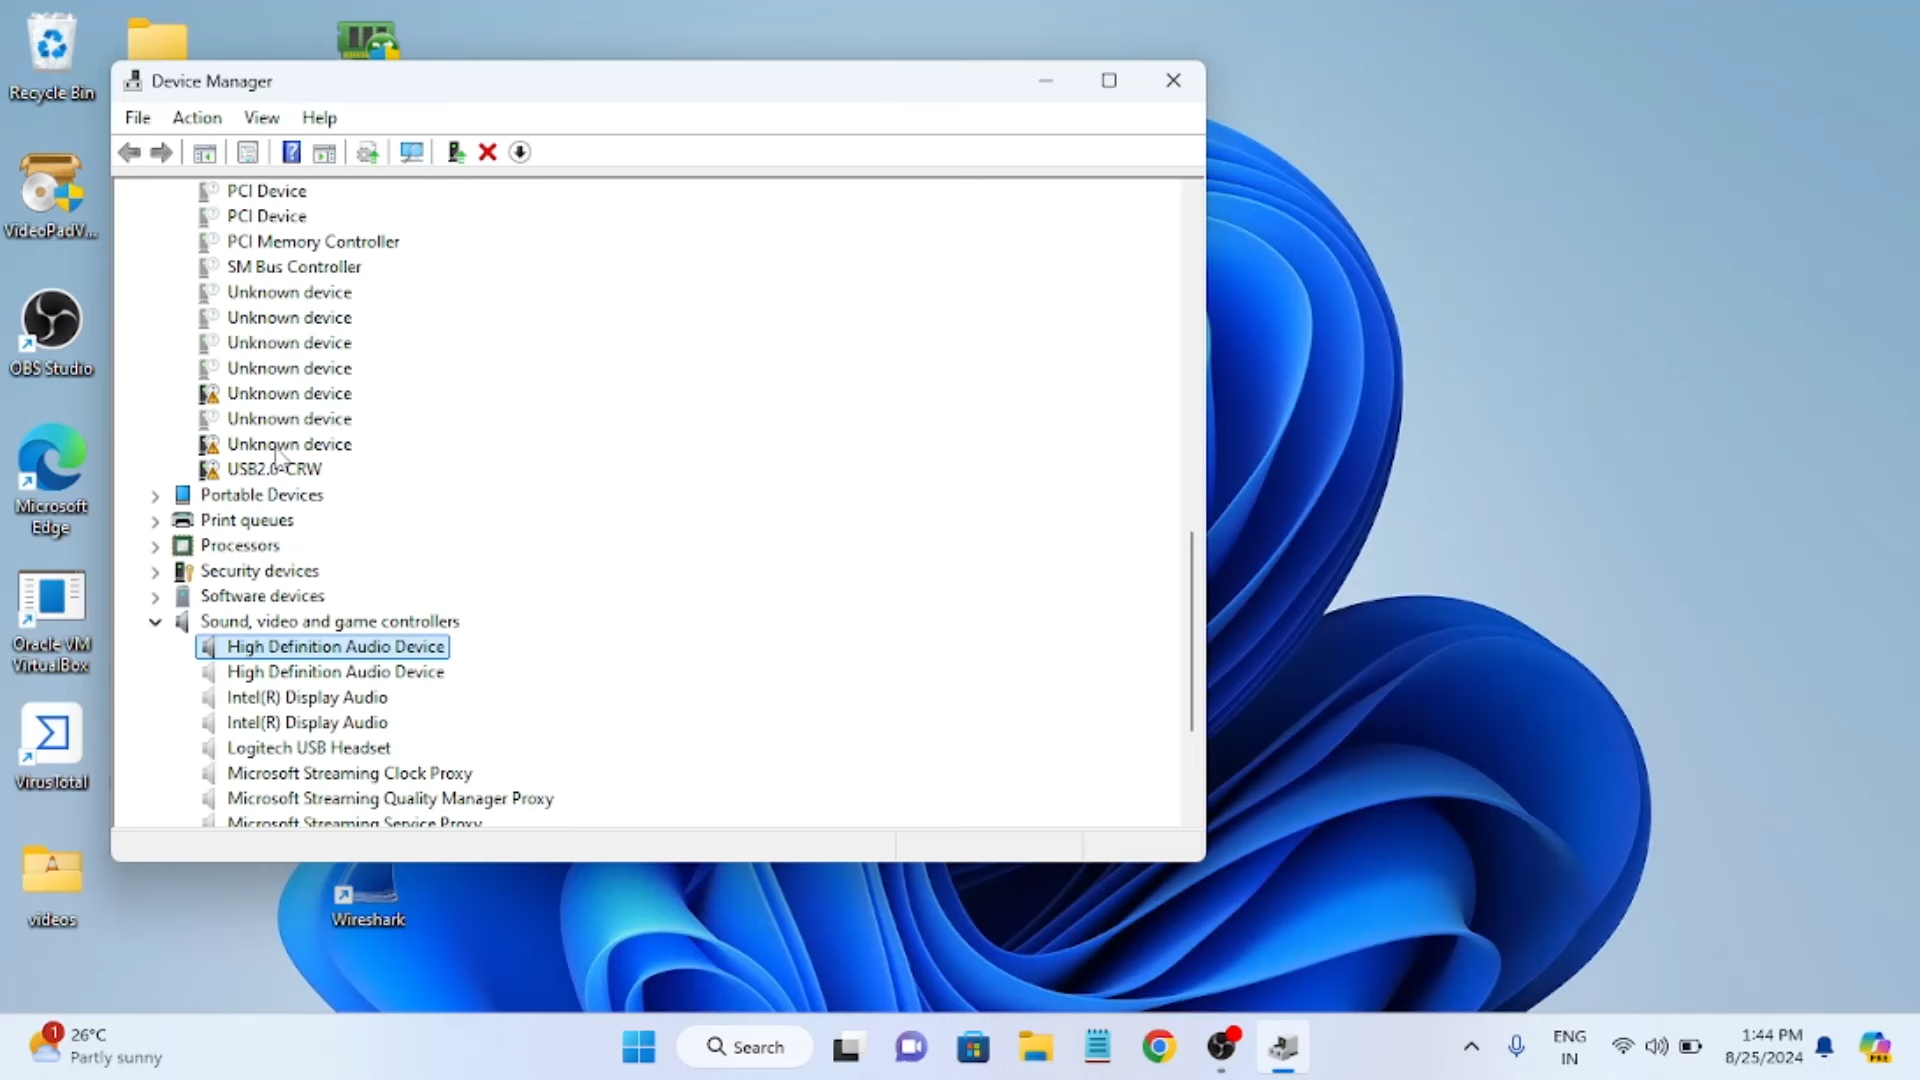 Recycle Bin
VideoPadV...
OBS Studio
Microsoft
Edge
Oracle VM
VirtualBox
VirusTotal
videos
Wireshark
Device Manager
File Action View Help
PCI Device
PCI Device
PCI Memory Controller
SM Bus Controller
Unknown device
Unknown device
Unknown device
Unknown device
Unknown device
Unknown device
Unknown device
USB2.0-CRW
Portable Devices
Print queues
Processors
Security devices
Software devices
Sound, video and game controllers
High Definition Audio Device
High Definition Audio Device
Intel(R) Display Audio
Intel(R) Display Audio
Logitech USB Headset
Microsoft Streaming Clock Proxy
Microsoft Streaming Quality Manager Proxy
Microsoft Streaming Service Proxy
1
26°C
Partly sunny
Search
ENG
IN
1:44 PM
8/25/2024
PRE